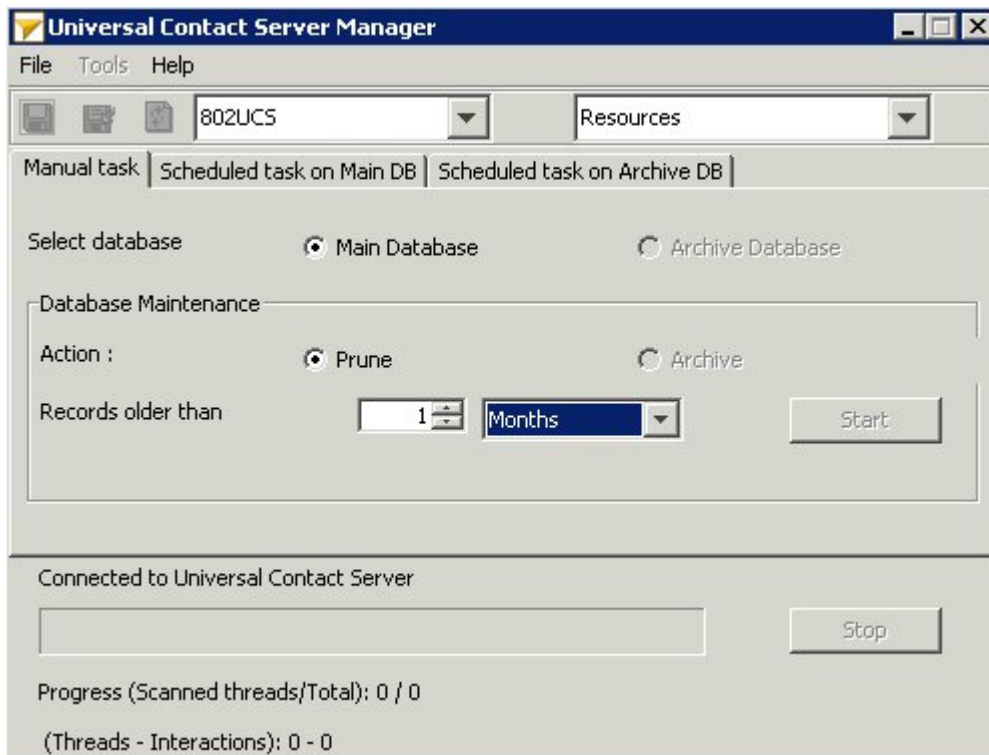 Universal Contact Server Manager
File Tools Help
802UCS Resources
Manual task Scheduled task on Main DB Scheduled task on Archive DB
Select database Main Database Archive Database
Database Maintenance
Action : Prune Archive
Records older than 1 Months Start
Connected to Universal Contact Server
Stop
Progress (Scanned threads/Total): 0 / 0
(Threads - Interactions): 0 - 0